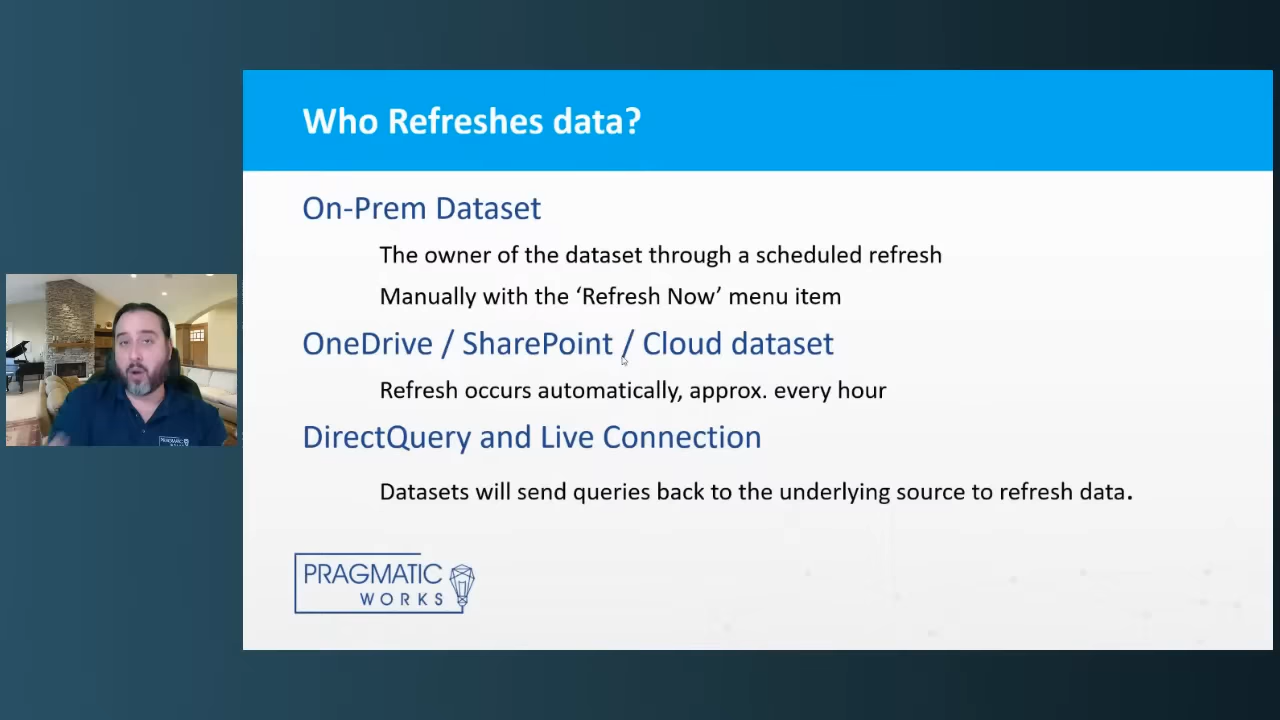 Who Refreshes data?
On-Prem Dataset
The owner of the dataset through a scheduled refresh
Manually with the ‘Refresh Now’ menu item
OneDrive / SharePoint / Cloud dataset
Refresh occurs automatically, approx. every hour
DirectQuery and Live Connection
Datasets will send queries back to the underlying source to refresh data.
PRAGMATIC
WORKS
PRAGMATIC
WORKS